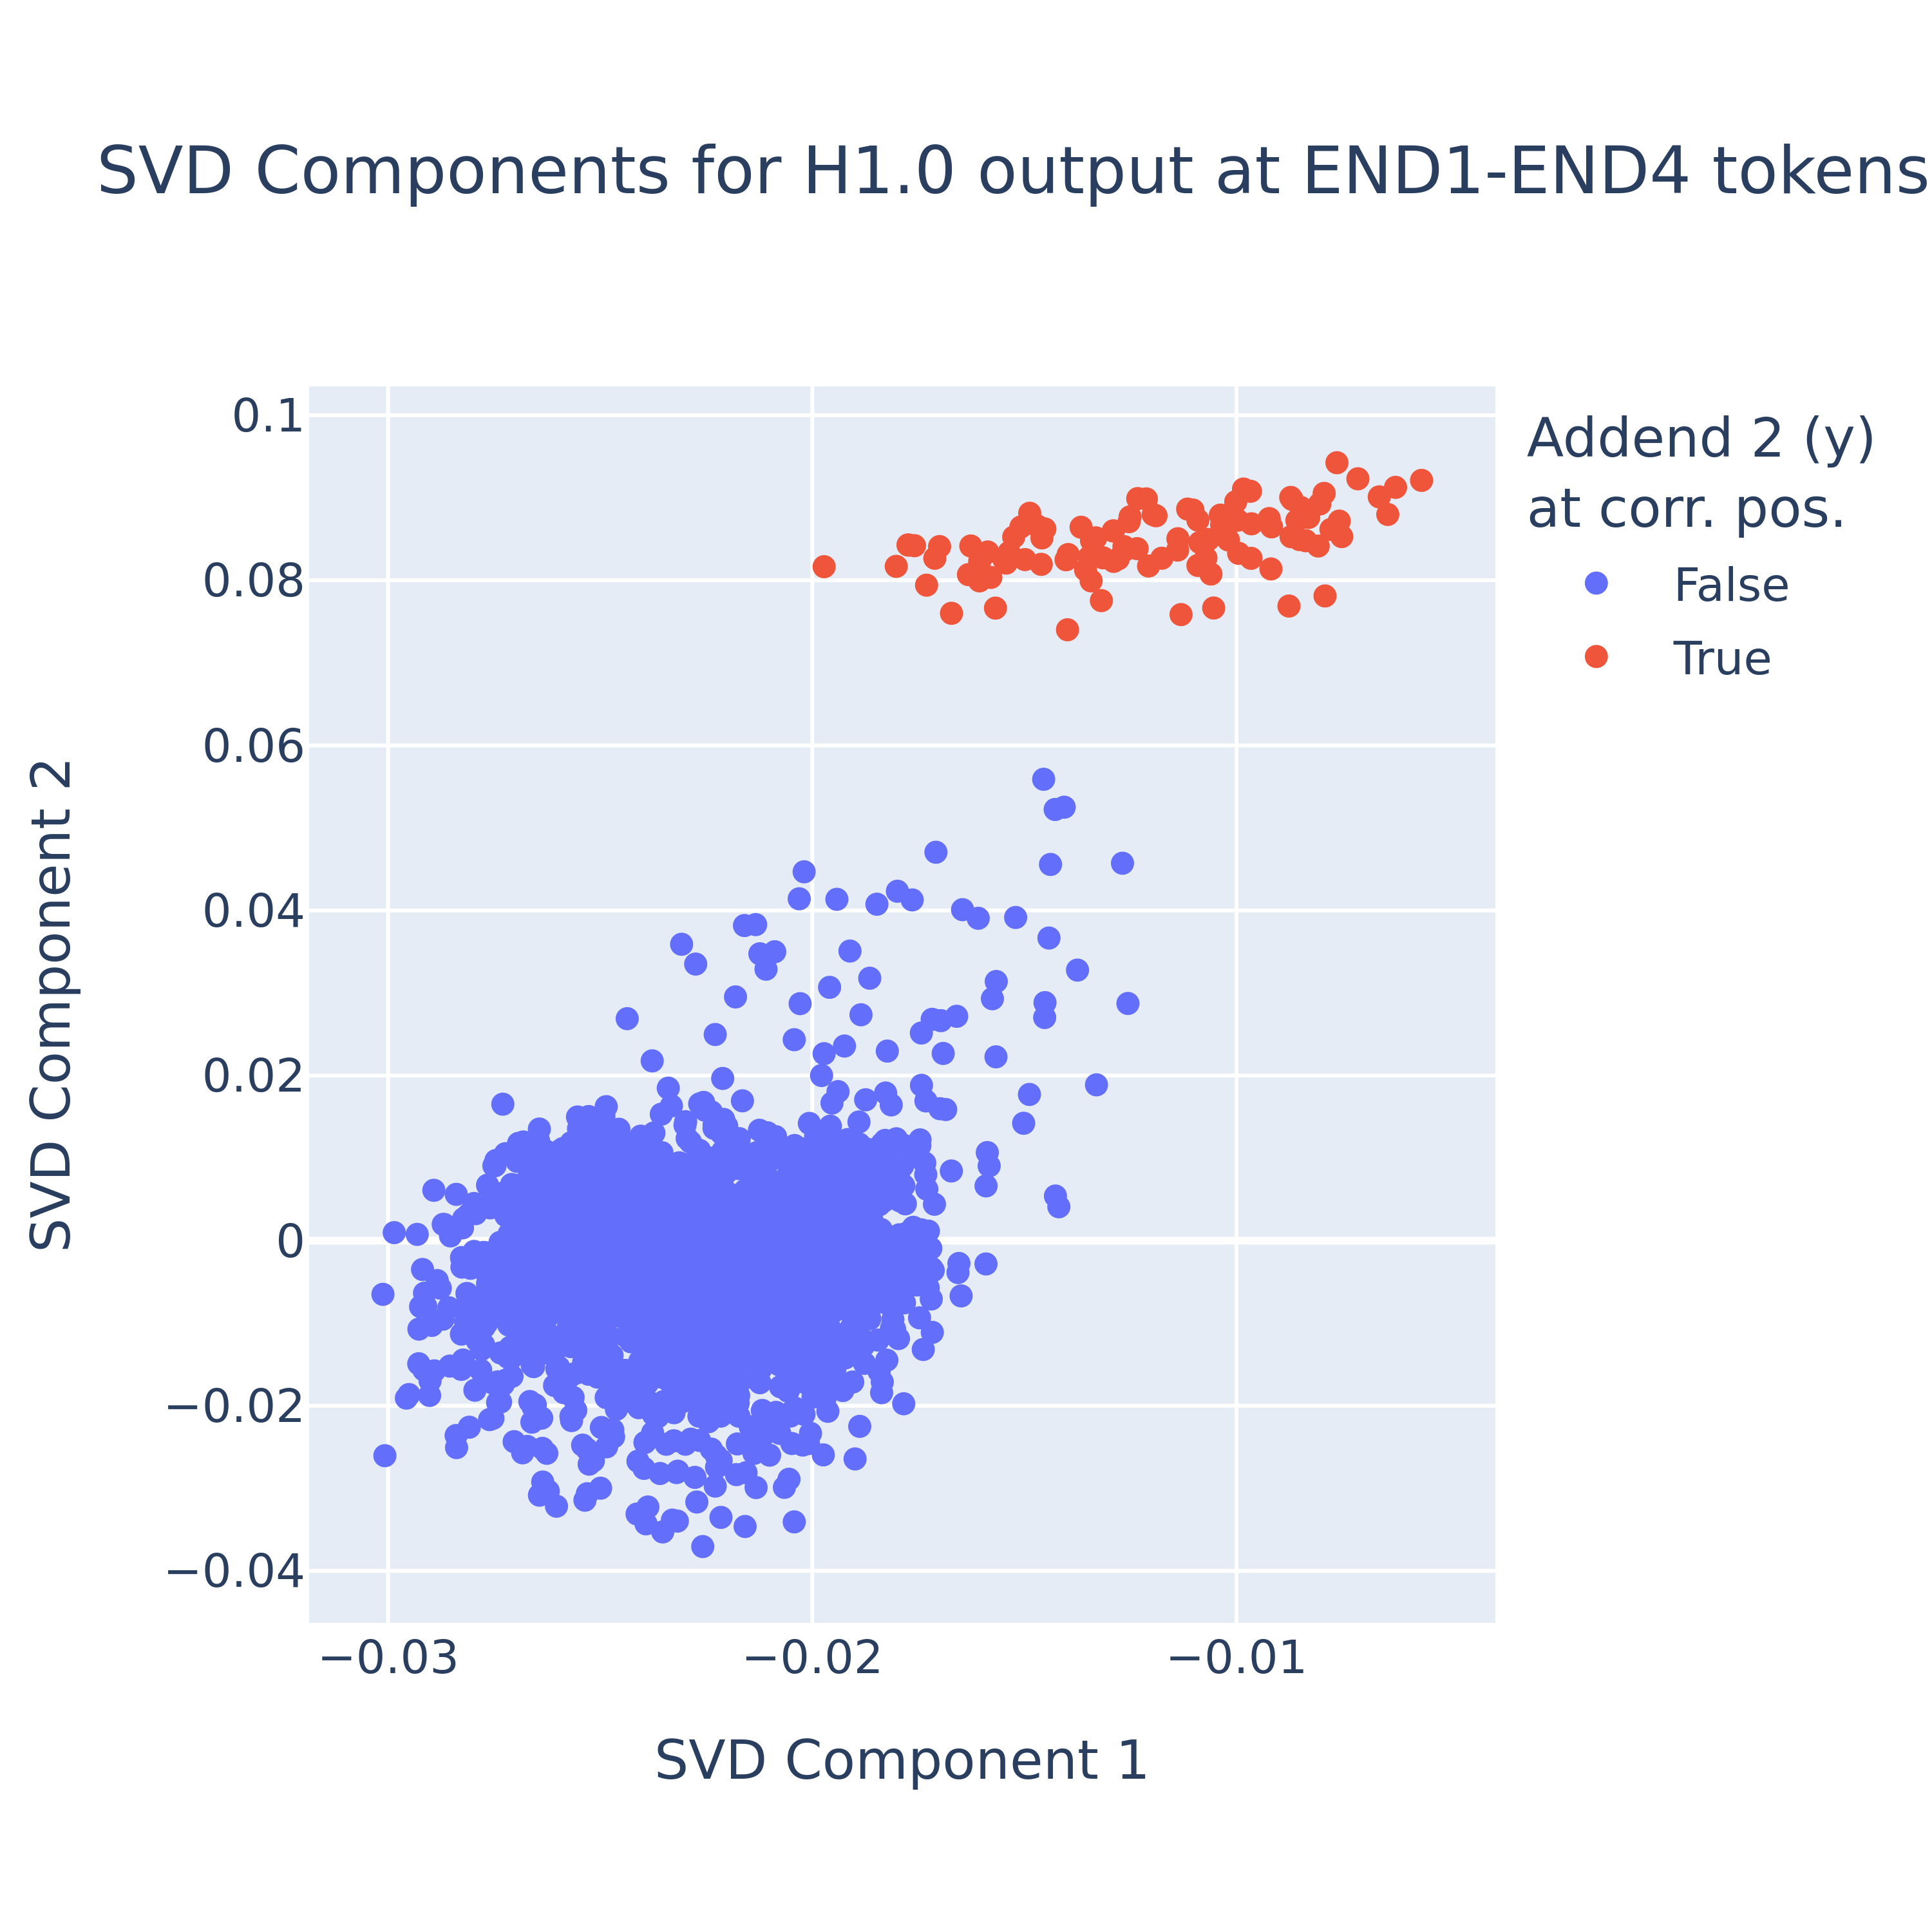 SVD Components for H1.0 output at END1-END4 tokens
Addend 2 (y)
at corr. pos.
False
True
SVD Component 2
0.1
0.08
0.06
0.04
0.02
0
−0.02
−0.04
−0.03
−0.02
−0.01
SVD Component 1